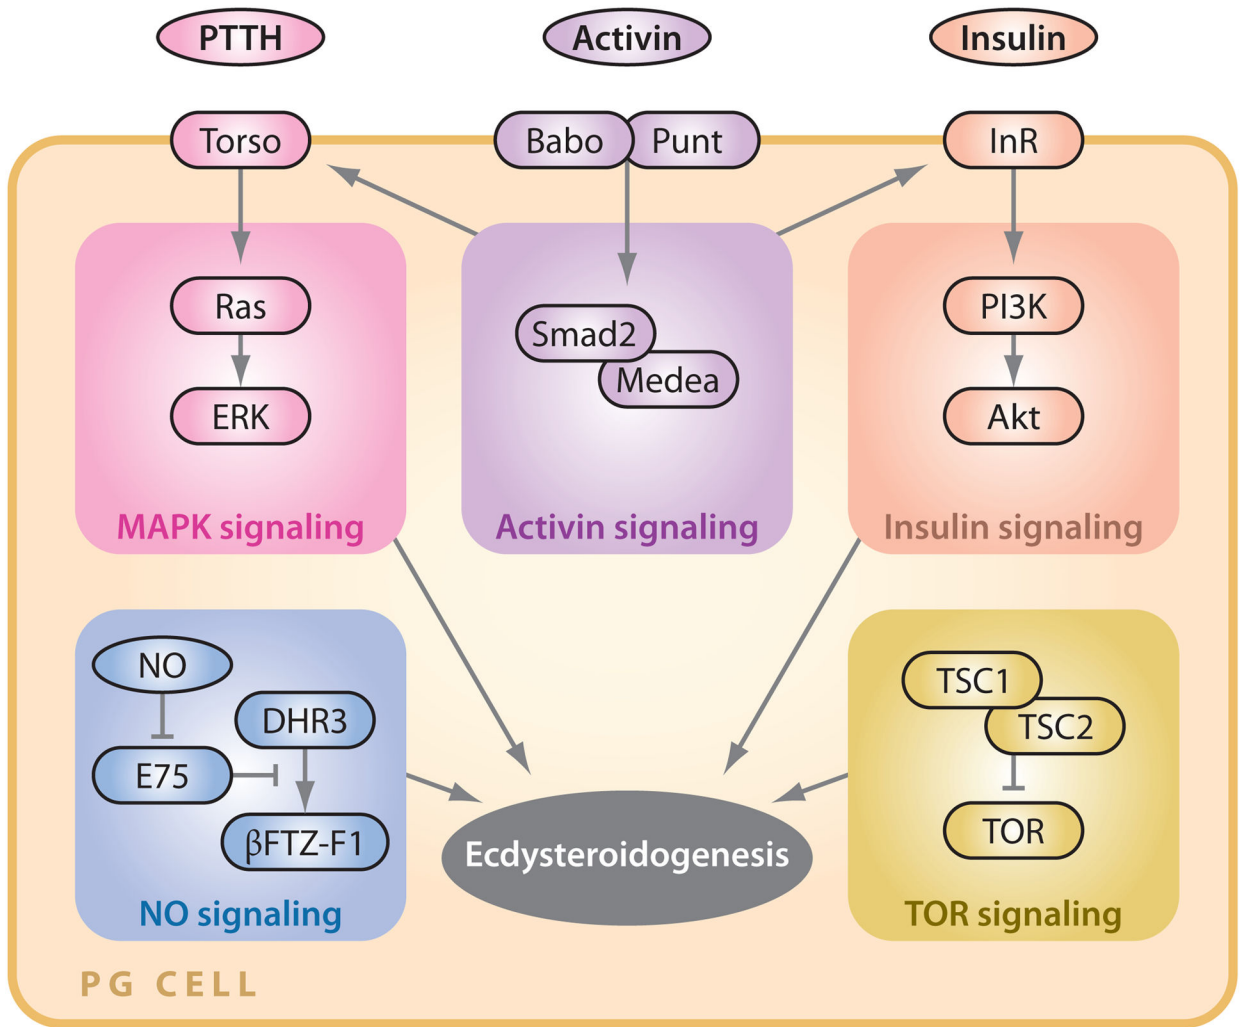 PTTH
Activin
Insulin
Torso
Babo
Punt
InR
Ras
ERK
MAPK signaling
Smad2
Medea
Activin signaling
PI3K
Akt
Insulin signaling
NO
DHR3
E75
βFTZ-F1
NO signaling
Ecdysteroidogenesis
TSC1
TSC2
TOR
TOR signaling
PG CELL